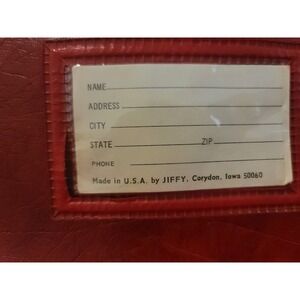 NAME
ADDRESS
CITY
STATE ZIP
PHONE
Made in U.S.A. by JIFFY, Corydon, Iowa 50060